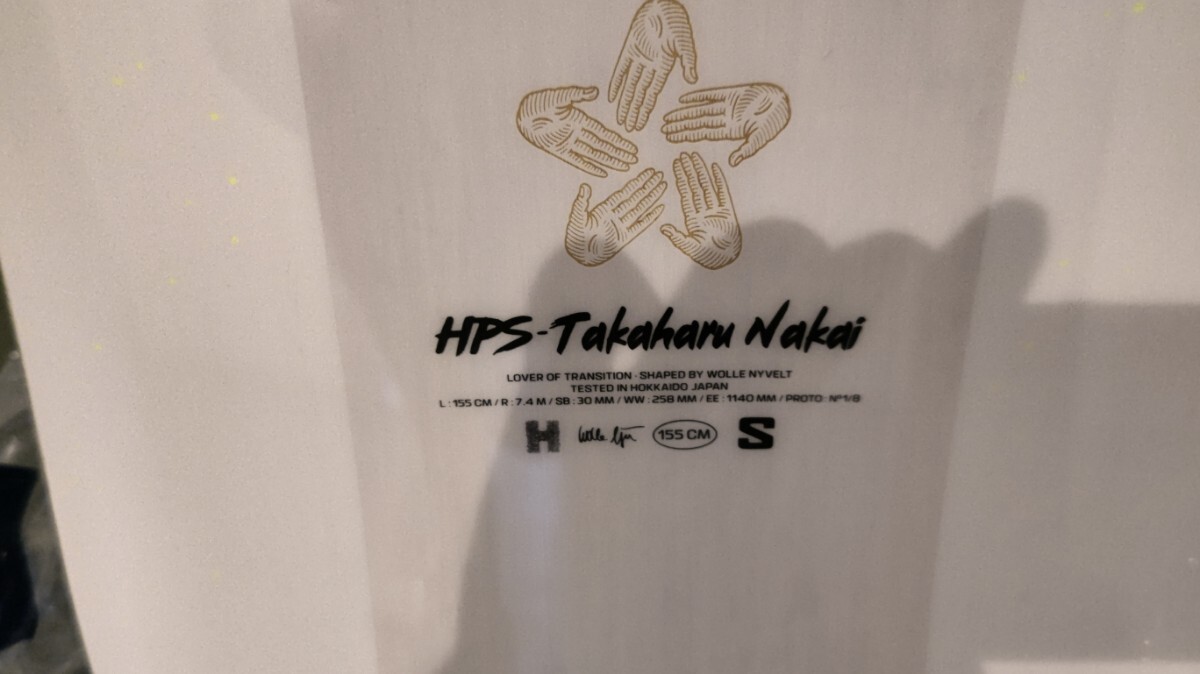 HPS-Takaharu Nakai
LOVER OF TRANSITION - SHAPED BY WOLLE NYVELT
TESTED IN HOKKAIDO JAPAN
L : 155 CM / R : 7.4 M / SB : 30 MM / WW : 258 MM / EE : 1140 MM / PROTO : Nº1/8
H 155 CM S